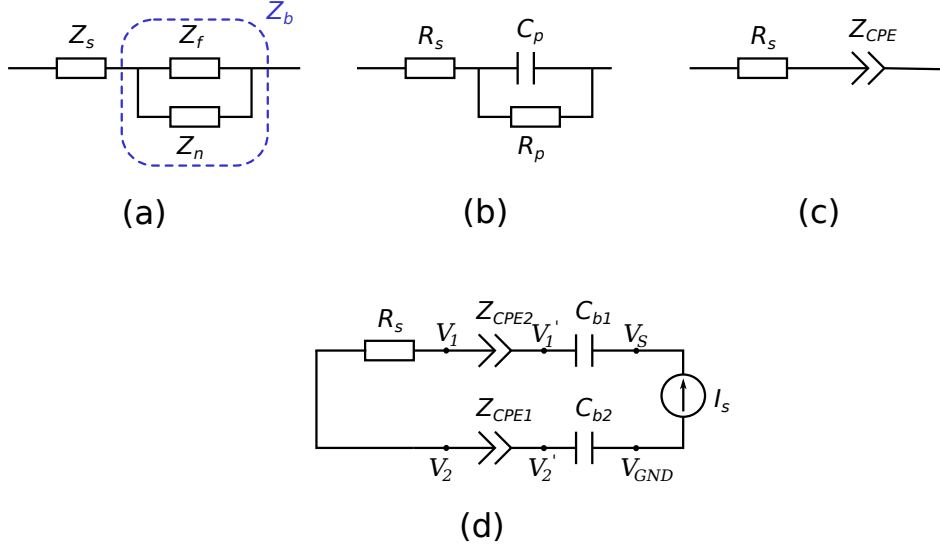 Z_b
Z_s Z_f
Z_n
(a)
R_s C_p
R_p
(b)
R_s Z_CPE
(c)
R_s Z_CPE2 C_b1
V_1 V_1' V_S
I_s
Z_CPE1 C_b2
V_2 V_2' V_GND
(d)